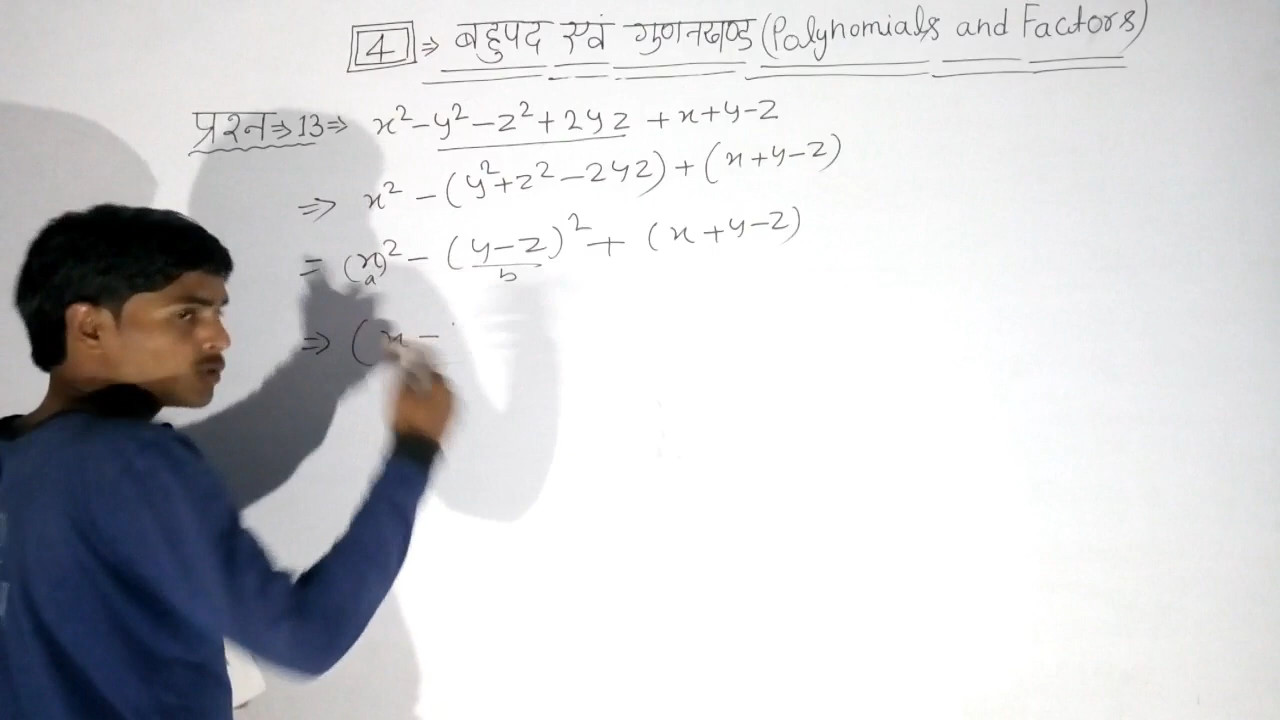 4 ⇒ बहुपद एवं गुणनखण्ड (Polynomials and Factors)
प्रश्न⇒13⇒ x²-y²-z²+2yz +x+y-z
⇒ x² -(y²+z²-2yz)+(x+y-z)
= (x)² - (y-z)² + (x+y-z)
a b
⇒ (x -